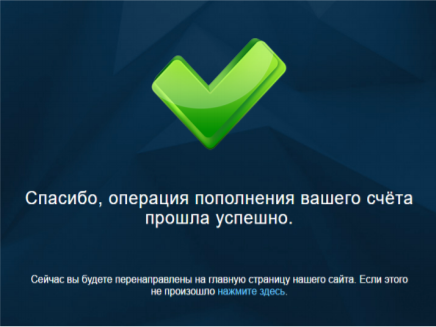 Спасибо, операция пополнения вашего счёта
прошла успешно.
Сейчас вы будете перенаправлены на главную страницу нашего сайта. Если этого
не произошло нажмите здесь.